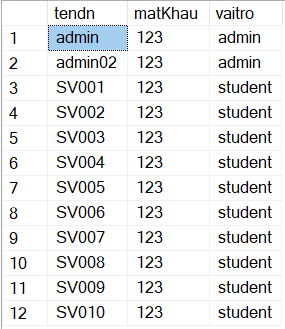 tendn matKhau vaitro
1 admin 123 admin
2 admin02 123 admin
3 SV001 123 student
4 SV002 123 student
5 SV003 123 student
6 SV004 123 student
7 SV005 123 student
8 SV006 123 student
9 SV007 123 student
10 SV008 123 student
11 SV009 123 student
12 SV010 123 student